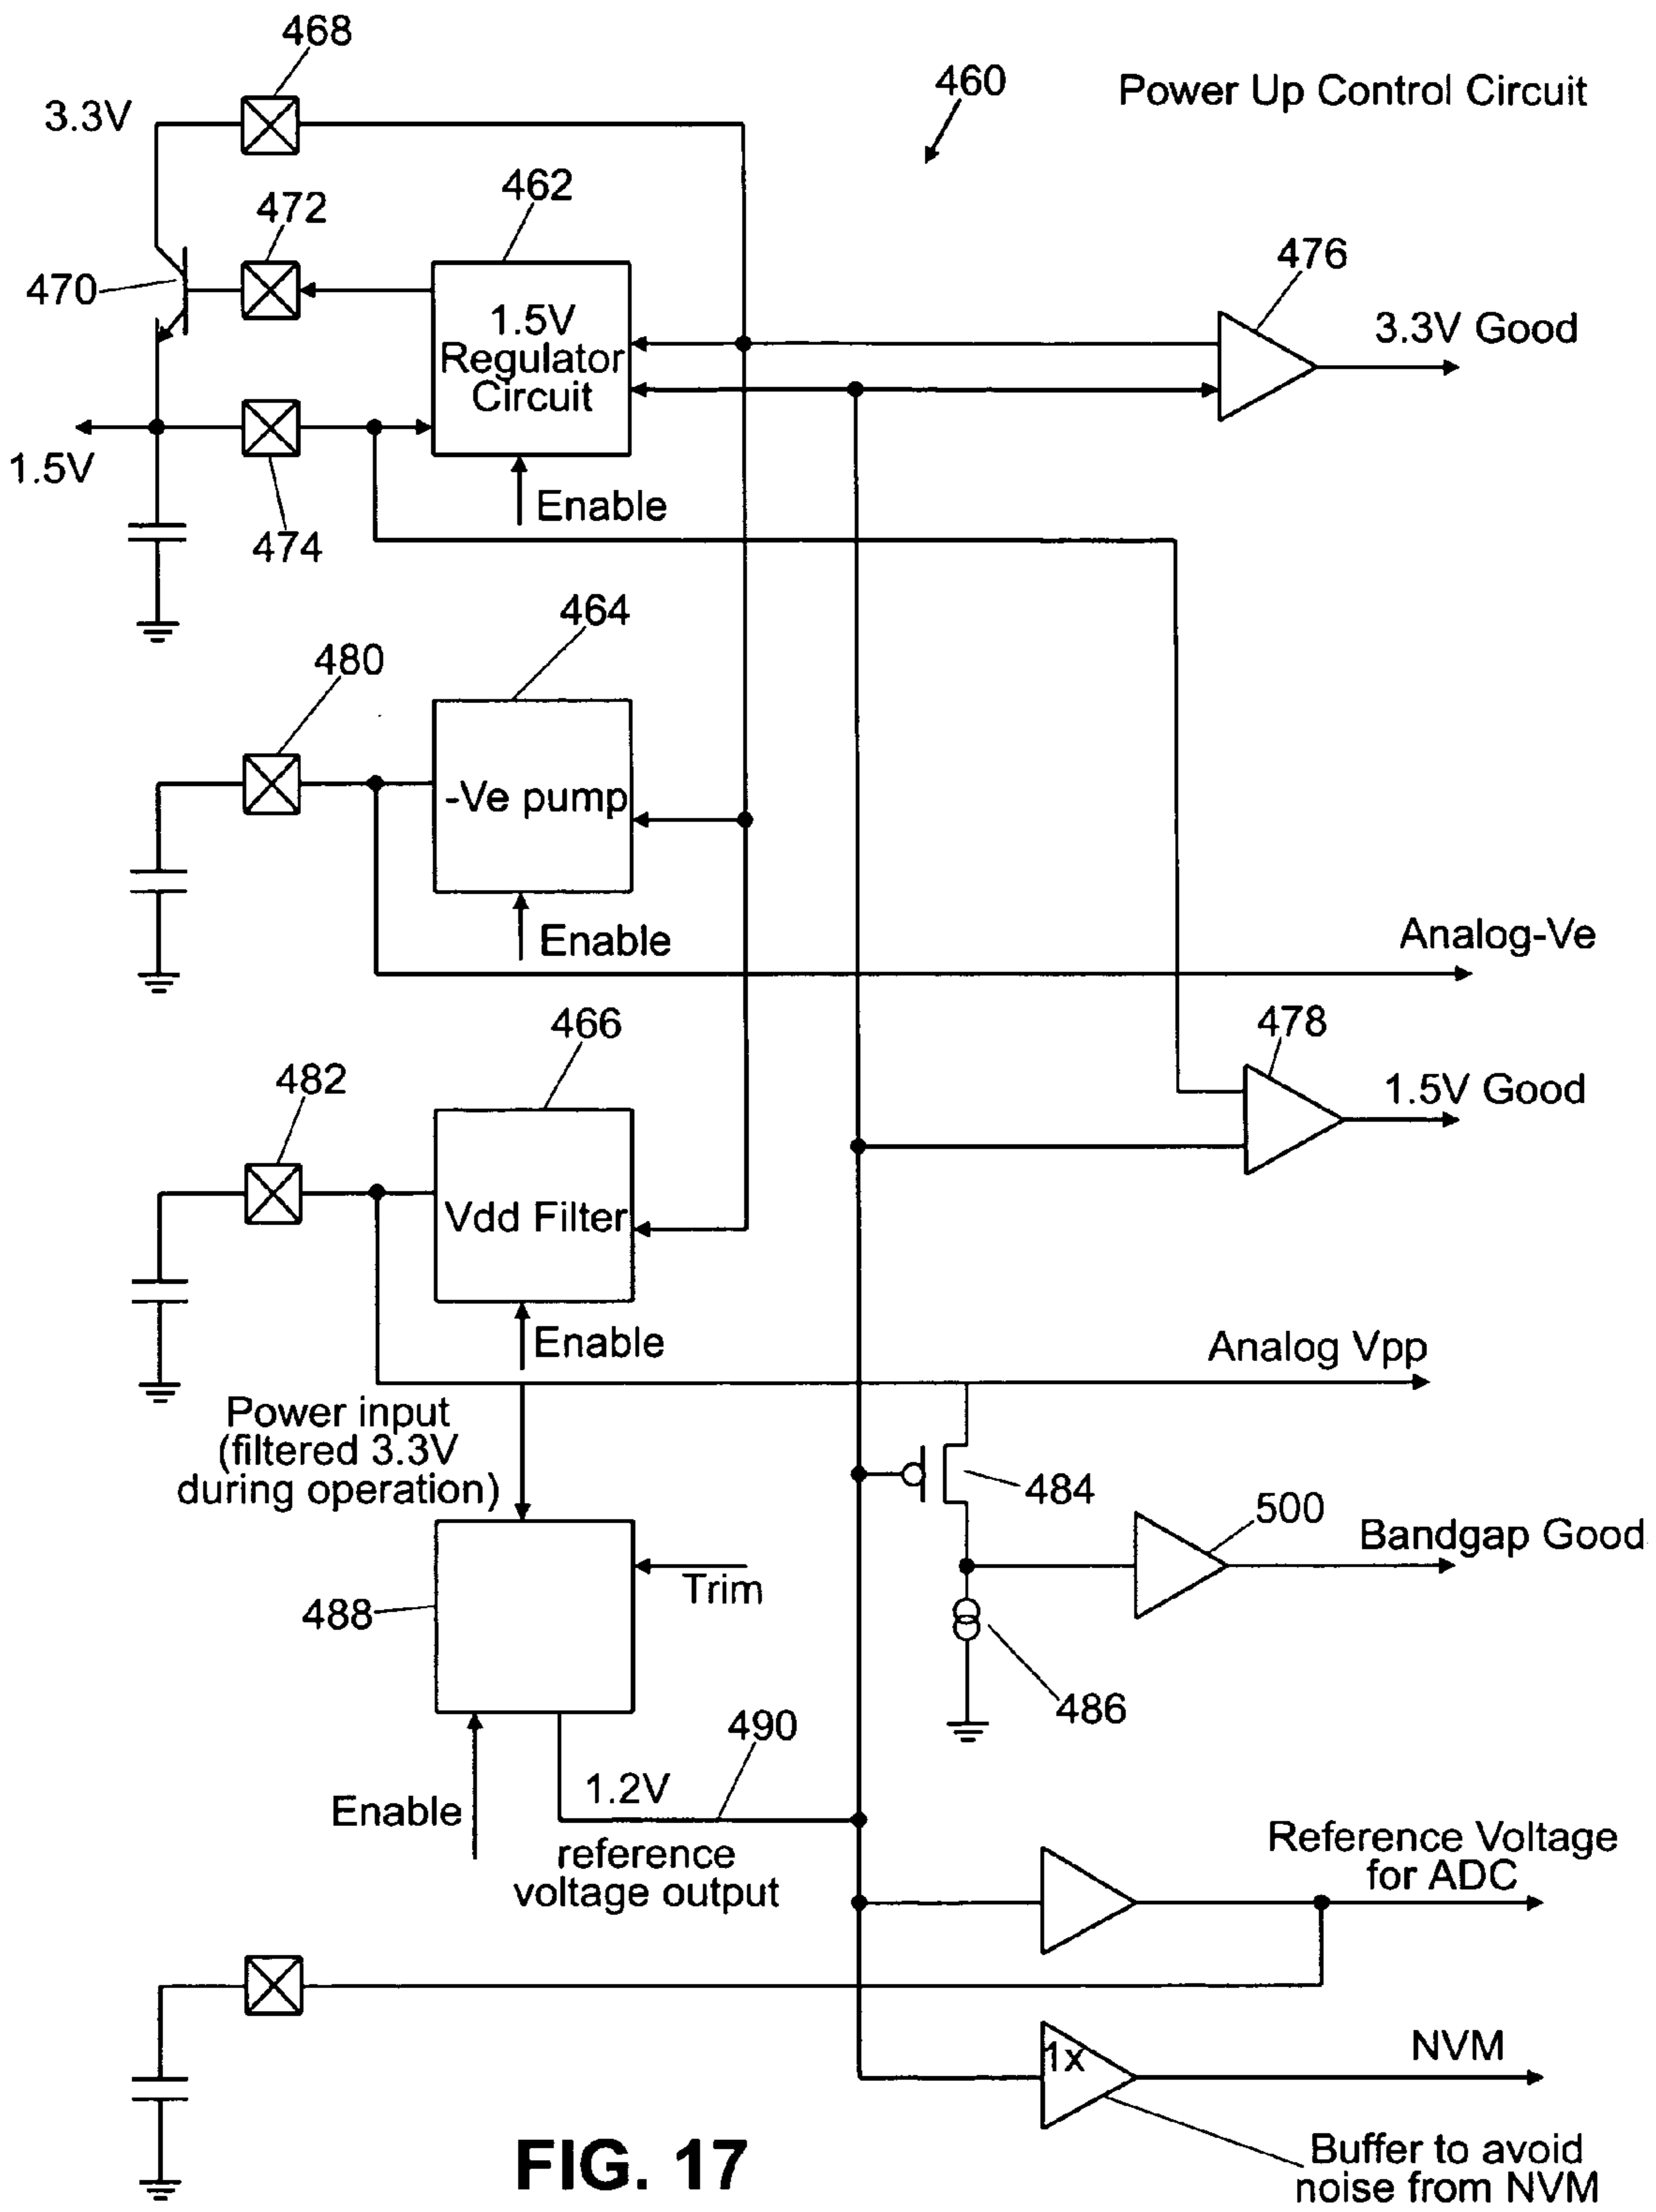 468
460
Power Up Control Circuit
3.3V
472
462
476
470
1.5V
Regulator
Circuit
3.3V Good
1.5V
Enable
474
464
480
-Ve pump
Enable
Analog-Ve
466
478
482
1.5V Good
Vdd Filter
Enable
Analog Vpp
Power input
(filtered 3.3V
during operation)
484
500
Bandgap Good
Trim
488
486
490
1.2V
Enable
reference
voltage output
Reference Voltage
for ADC
1x
NVM
FIG. 17
Buffer to avoid
noise from NVM